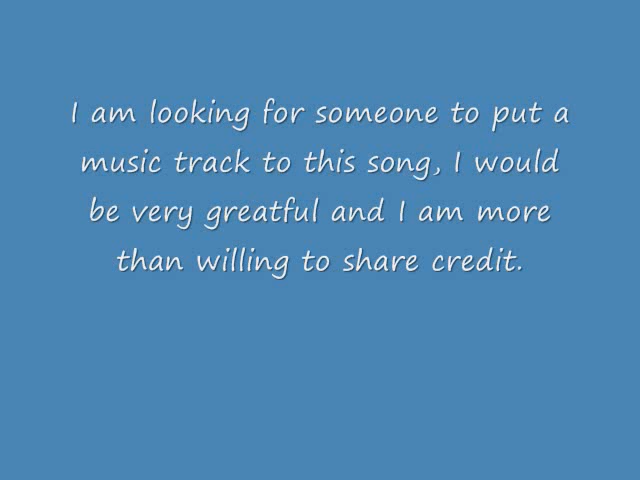 I am looking for someone to put a
music track to this song, I would
be very greatful and I am more
than willing to share credit.